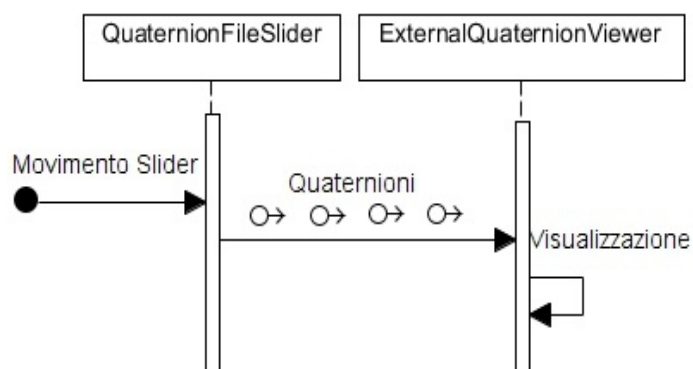 QuaternionFileSlider
ExternalQuaternionViewer
Movimento Slider
Quaternioni
Visualizzazione